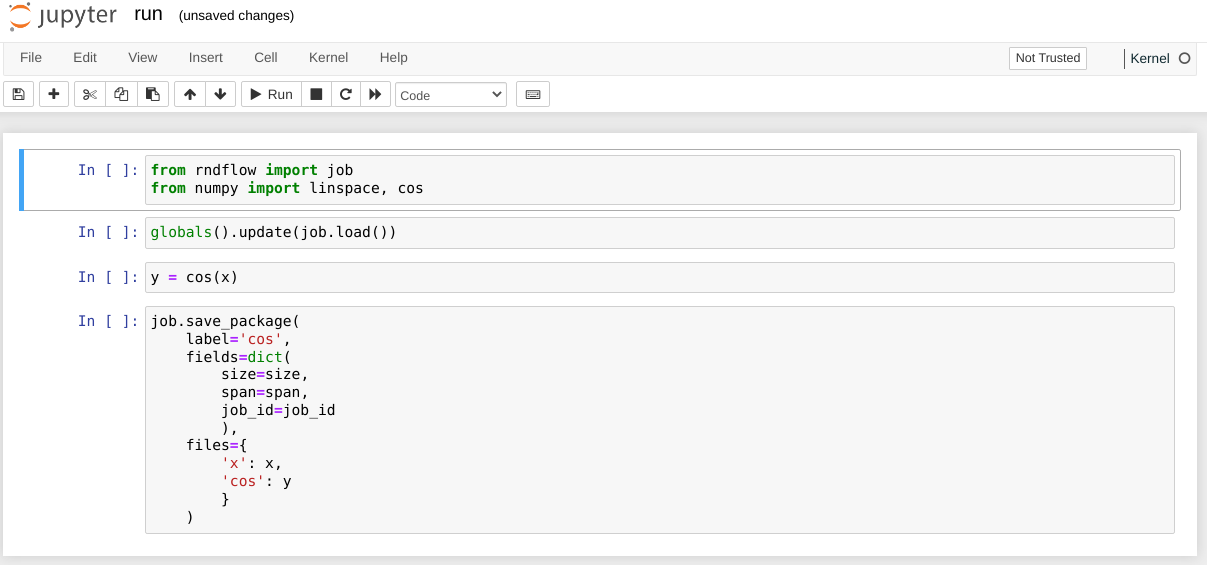 jupyter run (unsaved changes)
File Edit View Insert Cell Kernel Help Not Trusted Kernel
Run Code
In [ ]: from rndflow import job
from numpy import linspace, cos
In [ ]: globals().update(job.load())
In [ ]: y = cos(x)
In [ ]: job.save_package(
    label='cos',
    fields=dict(
        size=size,
        span=span,
        job_id=job_id
        ),
    files={
        'x': x,
        'cos': y
        }
    )